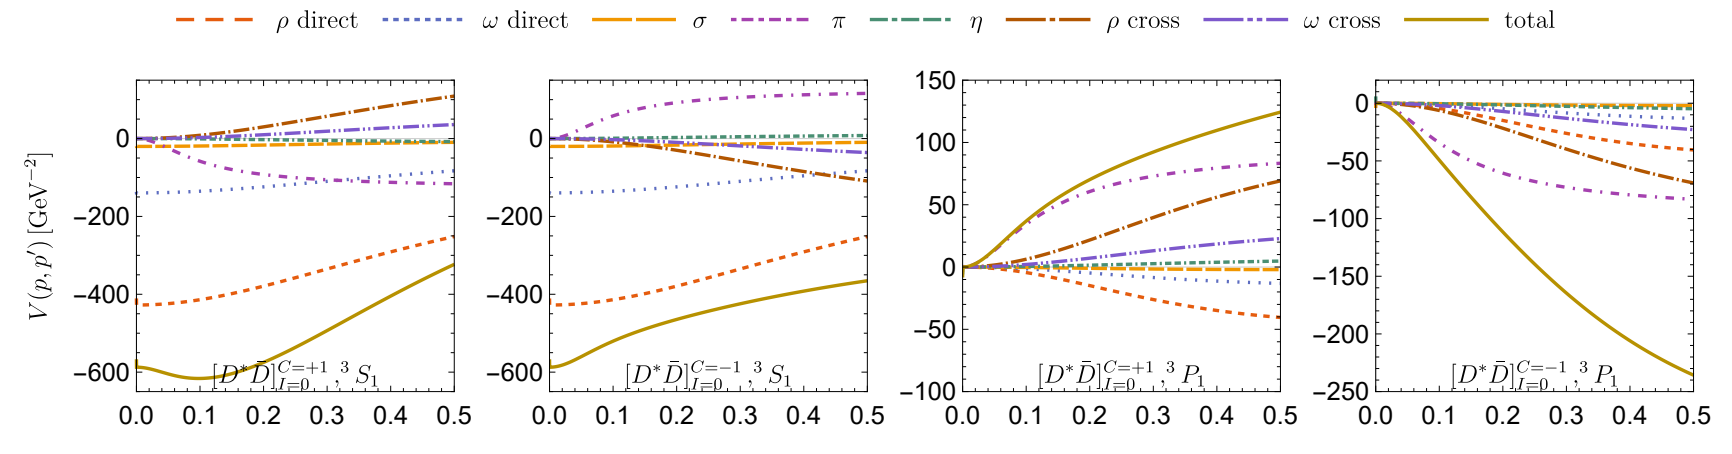 ρ direct ω direct σ π η ρ cross ω cross total
V(p, p′) [GeV⁻²]
0
−200
−400
−600
0.0 0.1 0.2 0.3 0.4 0.5
[D*D̄]_{I=0}^{C=+1}, ³S₁
0
−200
−400
−600
0.0 0.1 0.2 0.3 0.4 0.5
[D*D̄]_{I=0}^{C=−1}, ³S₁
150
100
50
0
−50
−100
0.0 0.1 0.2 0.3 0.4 0.5
[D*D̄]_{I=0}^{C=+1}, ³P₁
0
−50
−100
−150
−200
−250
0.0 0.1 0.2 0.3 0.4 0.5
[D*D̄]_{I=0}^{C=−1}, ³P₁